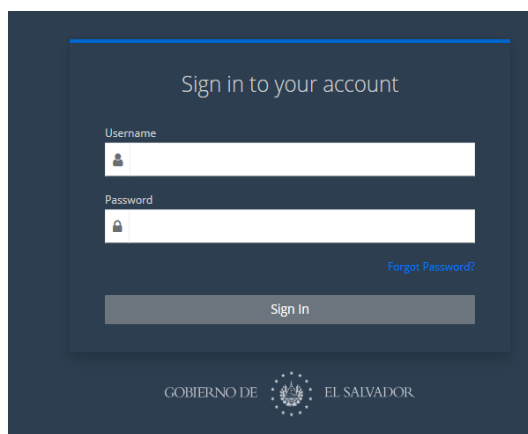 Sign in to your account
Username
Password
Forgot Password?
Sign In
GOBIERNO DE EL SALVADOR